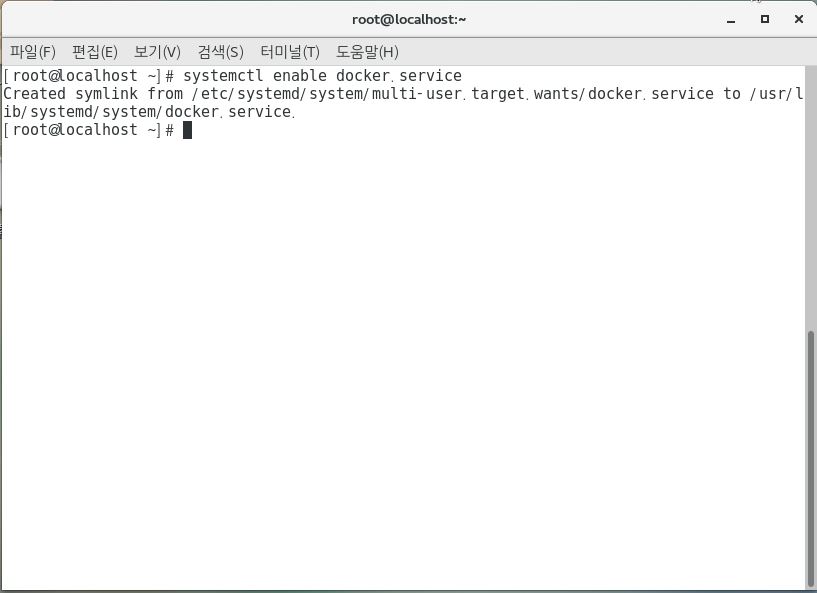 root@localhost:~
파일(F) 편집(E) 보기(V) 검색(S) 터미널(T) 도움말(H)
[root@localhost ~]# systemctl enable docker.service
Created symlink from /etc/systemd/system/multi-user.target.wants/docker.service to /usr/l
ib/systemd/system/docker.service.
[root@localhost ~]#